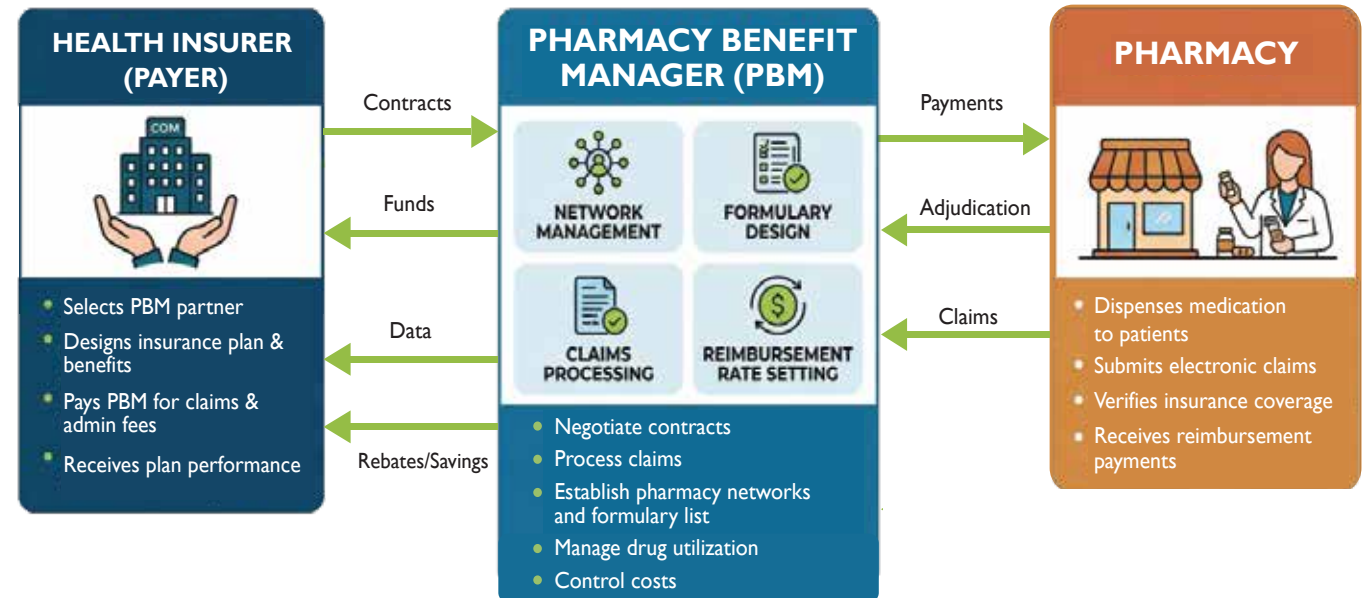 HEALTH INSURER
(PAYER)
COM
Selects PBM partner
Designs insurance plan &
benefits
Pays PBM for claims &
admin fees
Receives plan performance
Contracts
Funds
Data
Rebates/Savings
PHARMACY BENEFIT
MANAGER (PBM)
NETWORK
MANAGEMENT
FORMULARY
DESIGN
CLAIMS
PROCESSING
REIMBURSEMENT
RATE SETTING
Negotiate contracts
Process claims
Establish pharmacy networks
and formulary list
Manage drug utilization
Control costs
Payments
Adjudication
Claims
PHARMACY
Dispenses medication
to patients
Submits electronic claims
Verifies insurance coverage
Receives reimbursement
payments